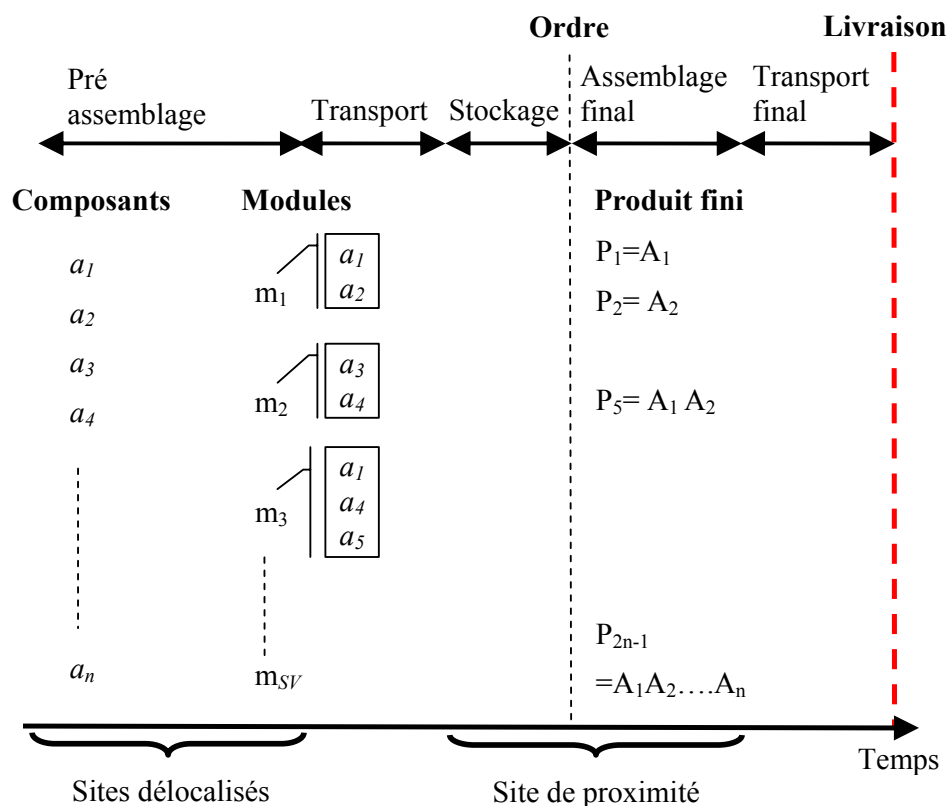 Ordre
Livraison
Pré
assemblage
Transport
Stockage
Assemblage
final
Transport
final
Composants
Modules
Produit fini
a1
a2
a3
a4
an
m1
a1
a2
m2
a3
a4
m3
a1
a4
a5
mSV
P1=A1
P2= A2
P5= A1 A2
P2n-1
=A1A2….An
Temps
Sites délocalisés
Site de proximité